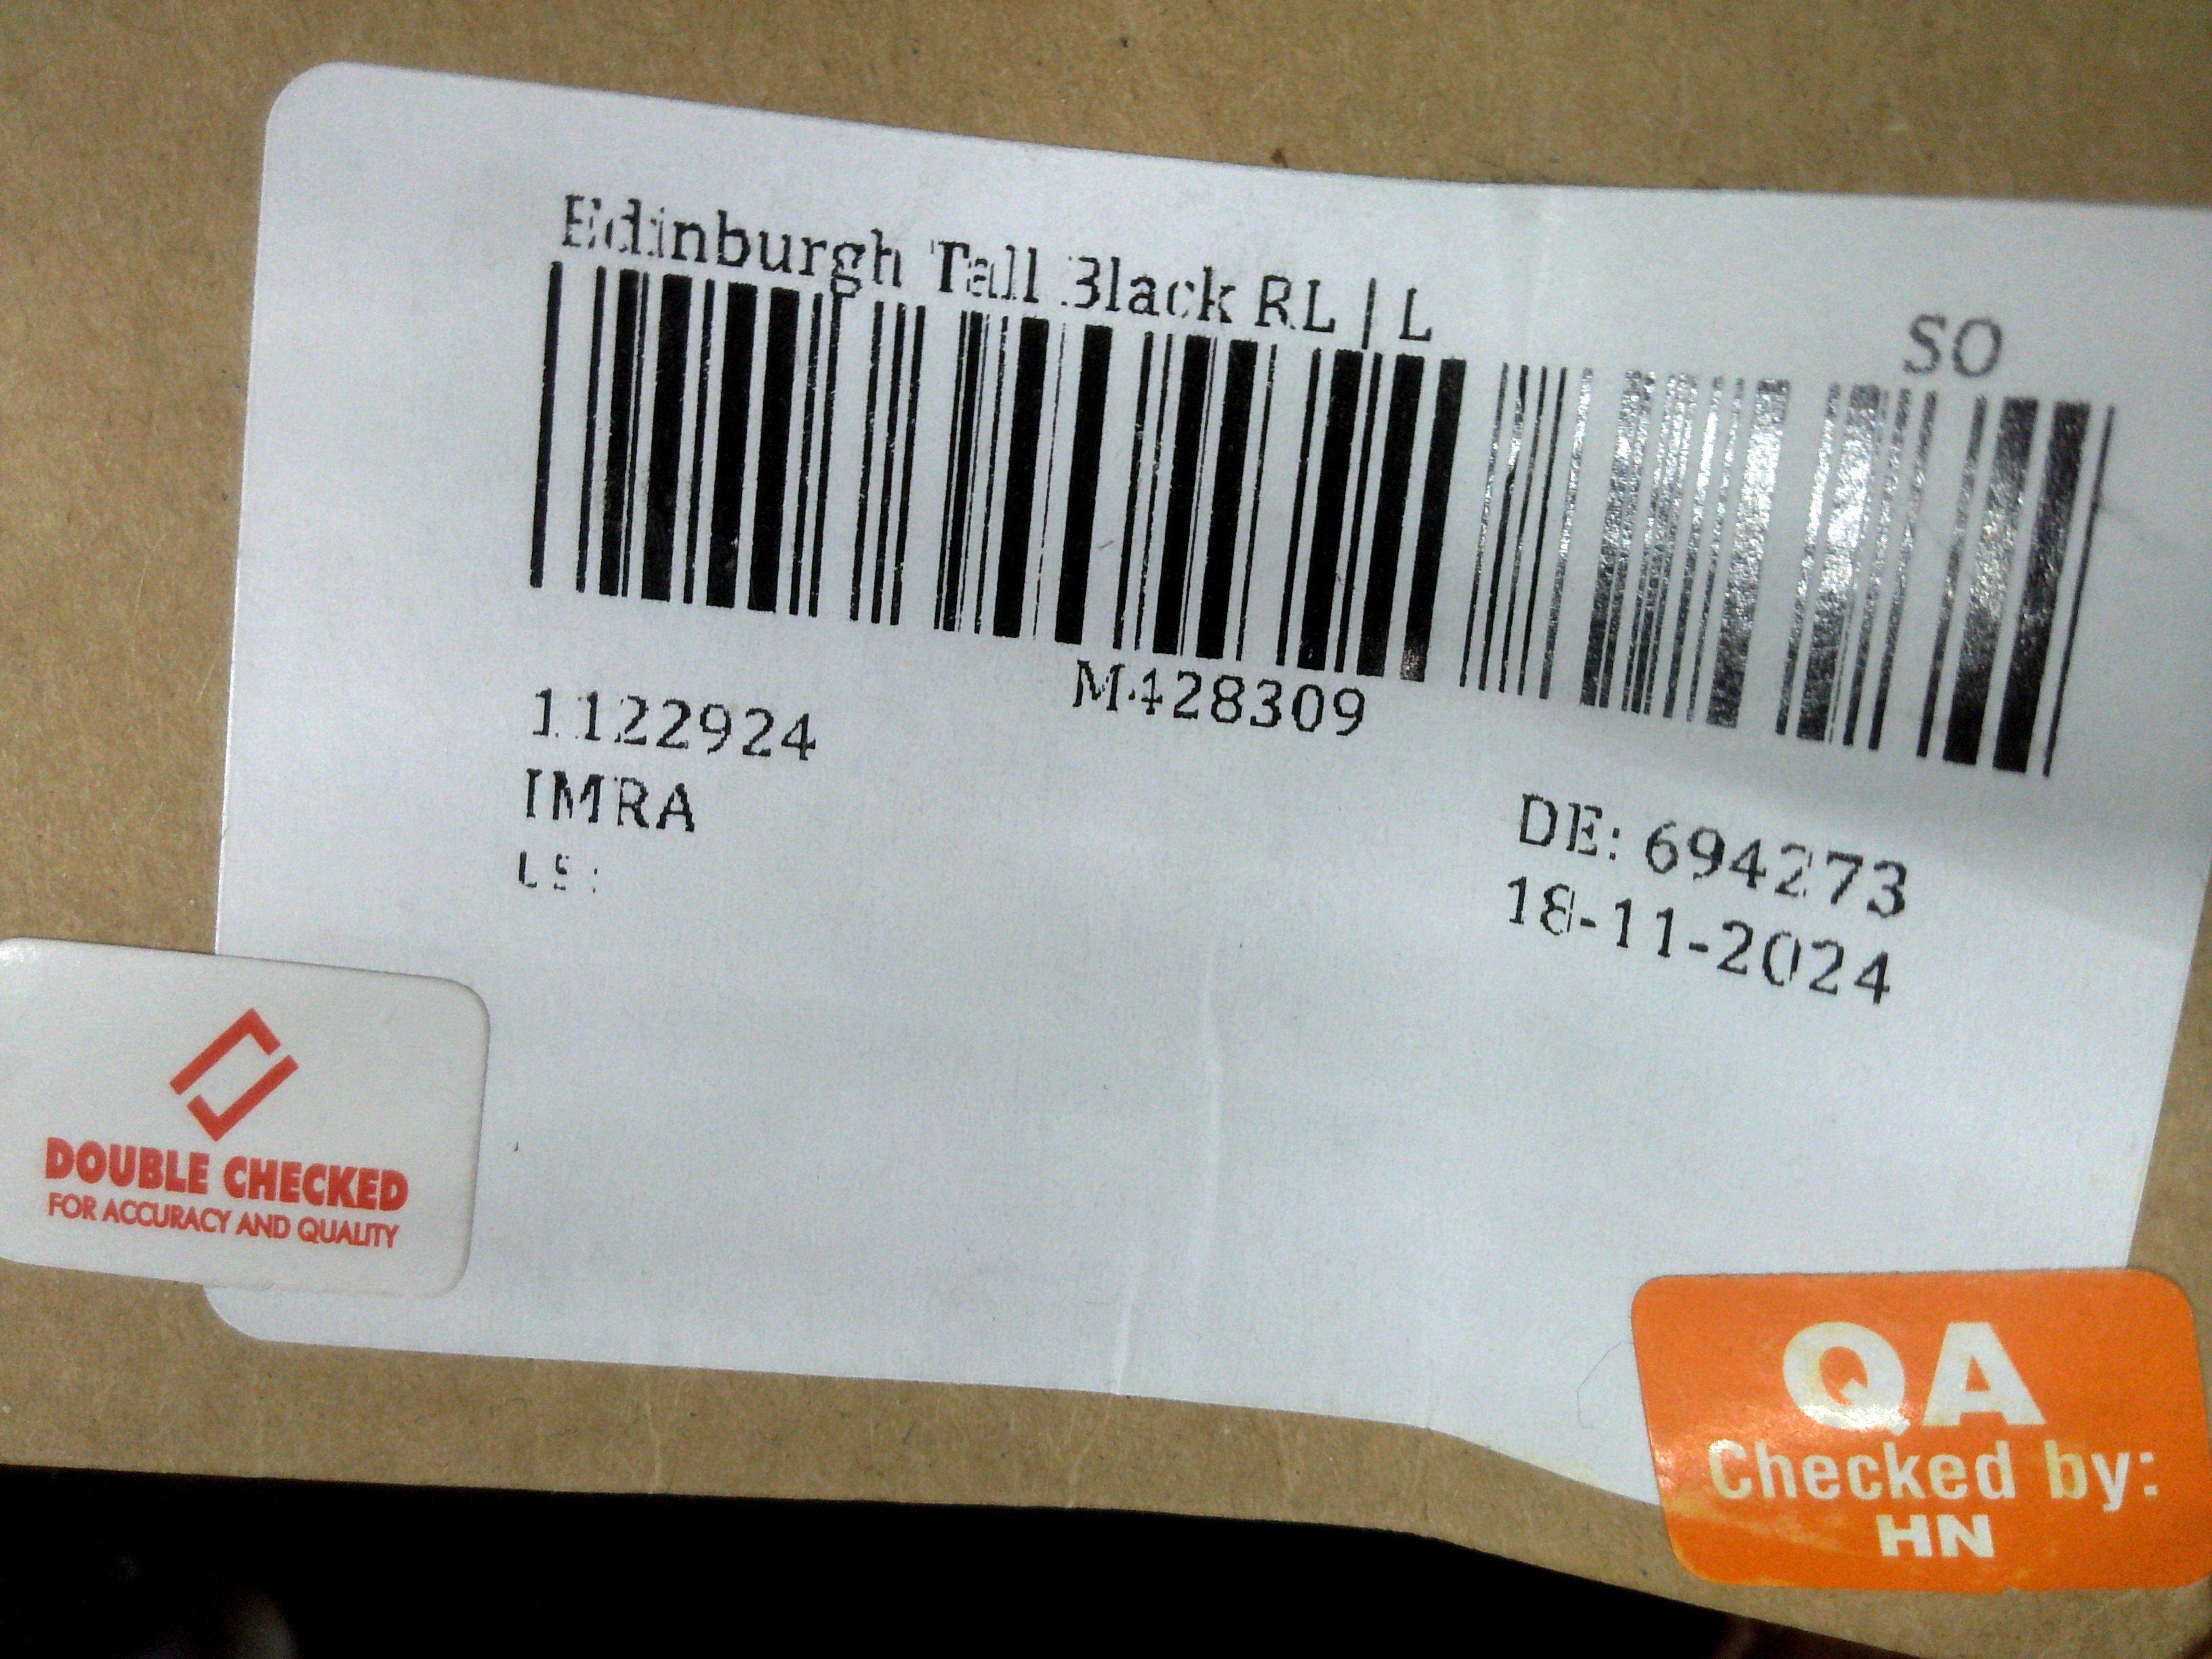 Edinburgh Tall Black RL | L
SO
M428309
1122924
IMRA
DE: 694273
18-11-2024
DOUBLE CHECKED
FOR ACCURACY AND QUALITY
QA
Checked by:
HN